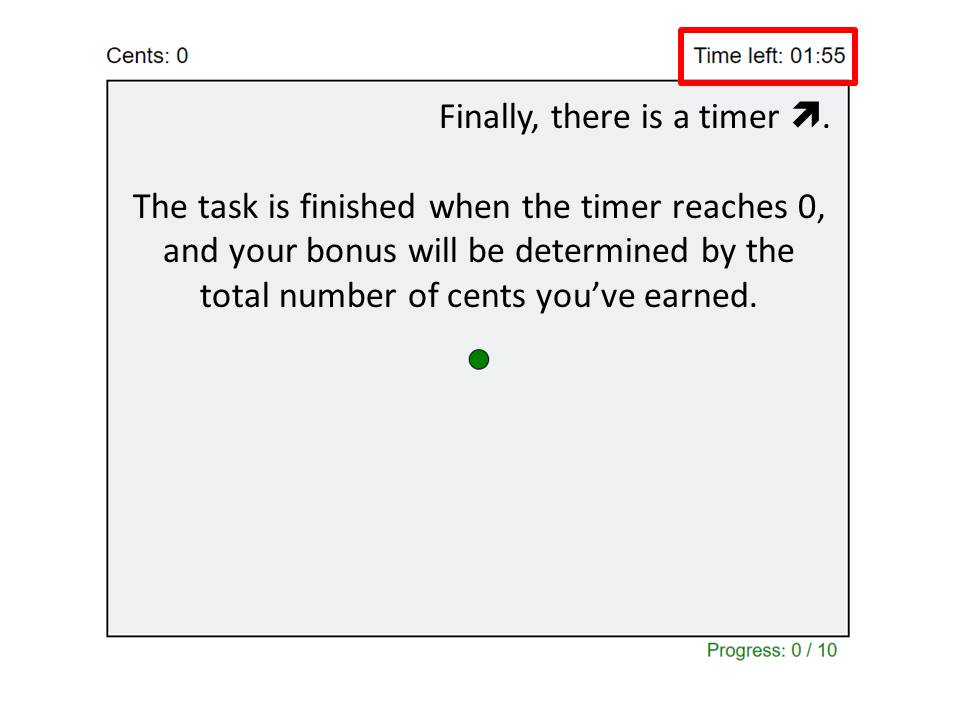 Cents: 0
Time left: 01:55
Finally, there is a timer ↗.
The task is finished when the timer reaches 0,
and your bonus will be determined by the
total number of cents you’ve earned.
Progress: 0 / 10